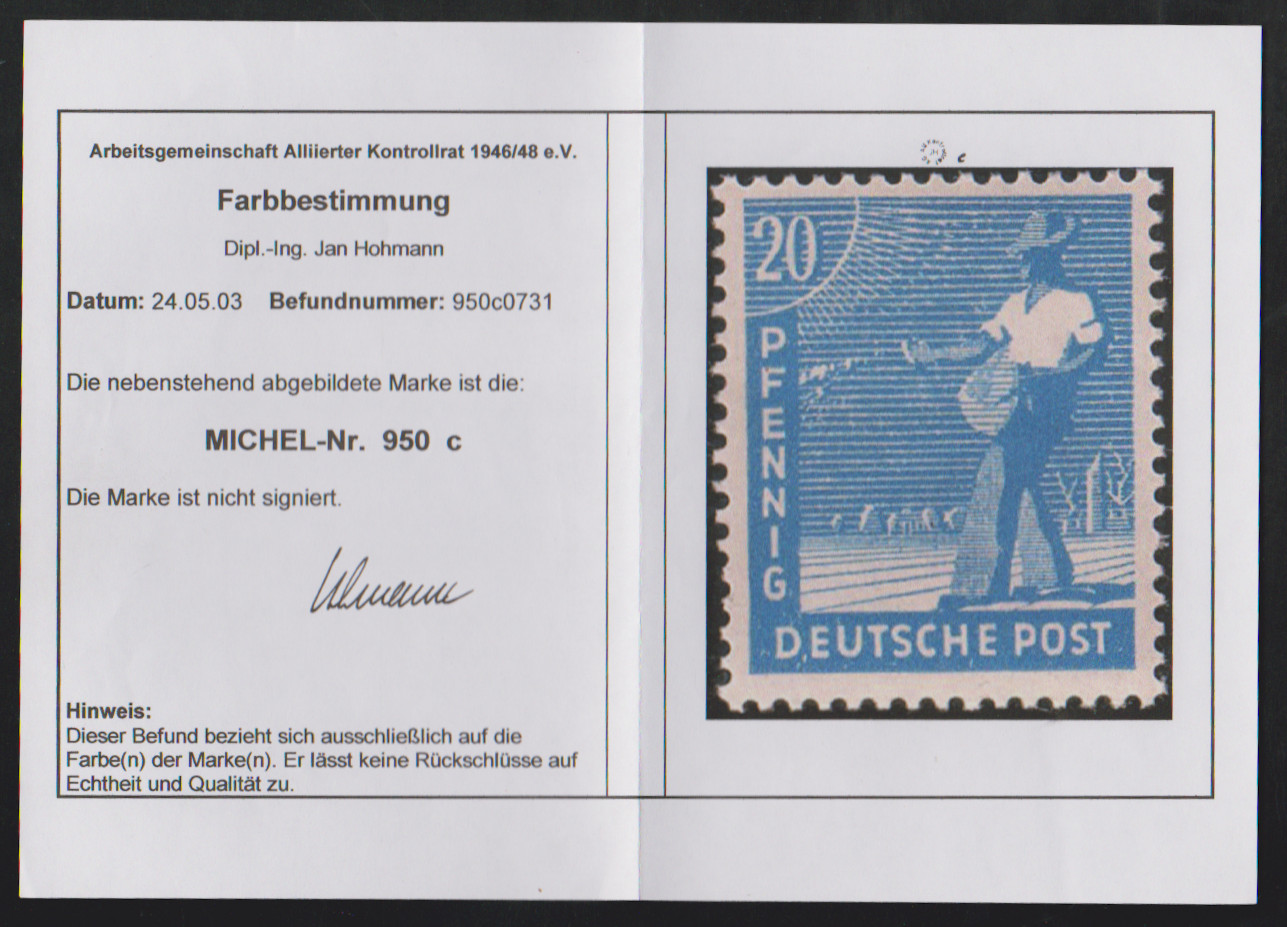 Arbeitsgemeinschaft Alliierter Kontrollrat 1946/48 e.V.
Farbbestimmung
Dipl.-Ing. Jan Hohmann
Datum: 24.05.03 Befundnummer: 950c0731
Die nebenstehend abgebildete Marke ist die:
MICHEL-Nr. 950 c
Die Marke ist nicht signiert.
Hinweis:
Dieser Befund bezieht sich ausschließlich auf die
Farbe(n) der Marke(n). Er lässt keine Rückschlüsse auf
Echtheit und Qualität zu.
c
20
PFENNIG
DEUTSCHE POST